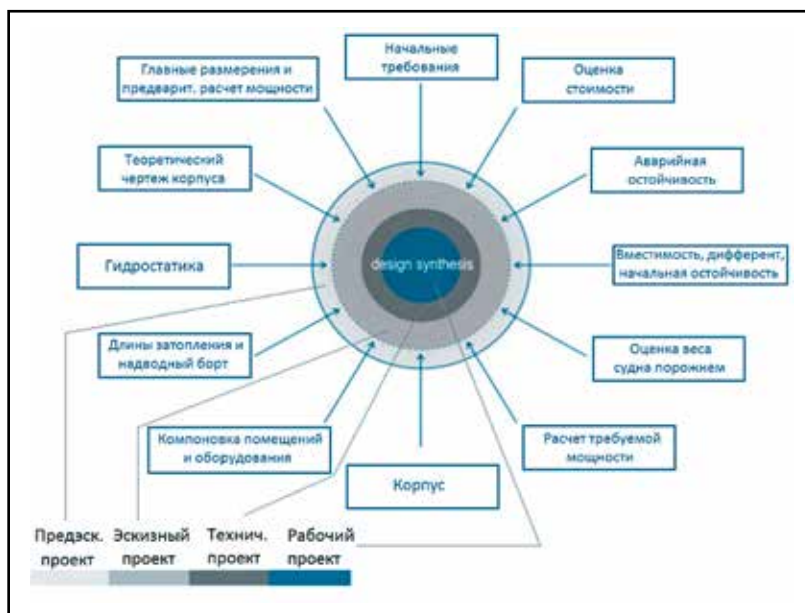 Начальные
требования
Главные размерения и
предварит. расчет мощности
Оценка
стоимости
Теоретический
чертеж корпуса
Аварийная
остойчивость
Гидростатика
design synthesis
Вместимость, дифферент,
начальная остойчивость
Длины затопления и
надводный борт
Оценка веса
судна порожнем
Компоновка помещений
и оборудования
Расчет требуемой
мощности
Корпус
Предэск.
проект
Эскизный
проект
Технич.
проект
Рабочий
проект